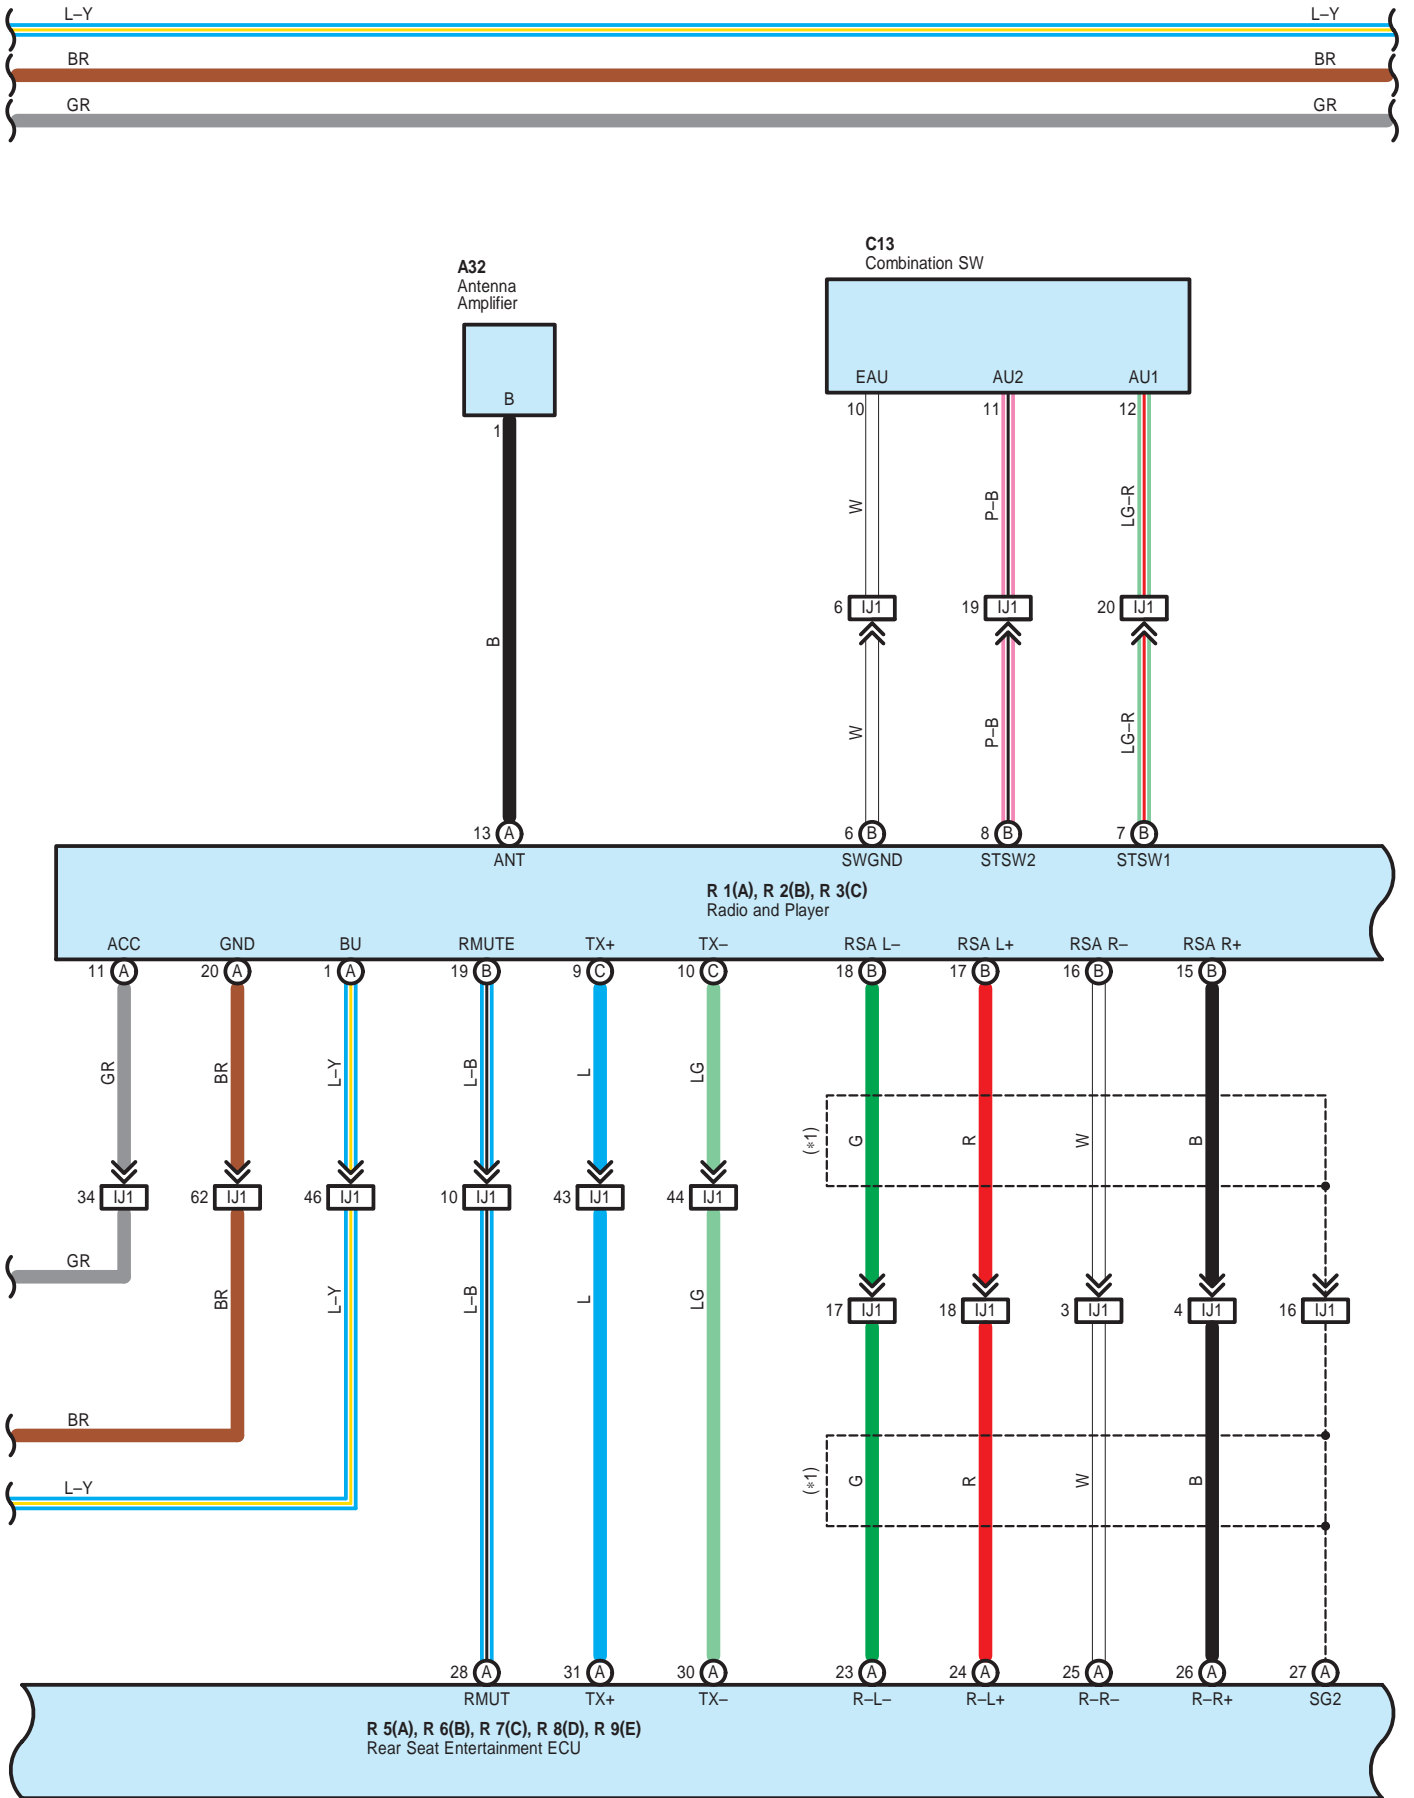 L–Y L–Y
BR BR
GR GR
C13
Combination SW
A32
Antenna
Amplifier
EAU AU2 AU1
B
10 11 12
1
W P–B LG–R
6 IJ1 19 IJ1 20 IJ1
B
W P–B LG–R
13 A 6 B 8 B 7 B
ANT SWGND STSW2 STSW1
R 1(A), R 2(B), R 3(C)
Radio and Player
ACC GND BU RMUTE TX+ TX– RSA L– RSA L+ RSA R– RSA R+
11 A 20 A 1 A 19 B 9 C 10 C 18 B 17 B 16 B 15 B
GR BR L–Y L–B L LG
(*1) G R W B
34 IJ1 62 IJ1 46 IJ1 10 IJ1 43 IJ1 44 IJ1
GR
BR L–Y L–B L LG
17 IJ1 18 IJ1 3 IJ1 4 IJ1 16 IJ1
BR
(*1) G R W B
L–Y
28 A 31 A 30 A 23 A 24 A 25 A 26 A 27 A
RMUT TX+ TX– R–L– R–L+ R–R– R–R+ SG2
R 5(A), R 6(B), R 7(C), R 8(D), R 9(E)
Rear Seat Entertainment ECU